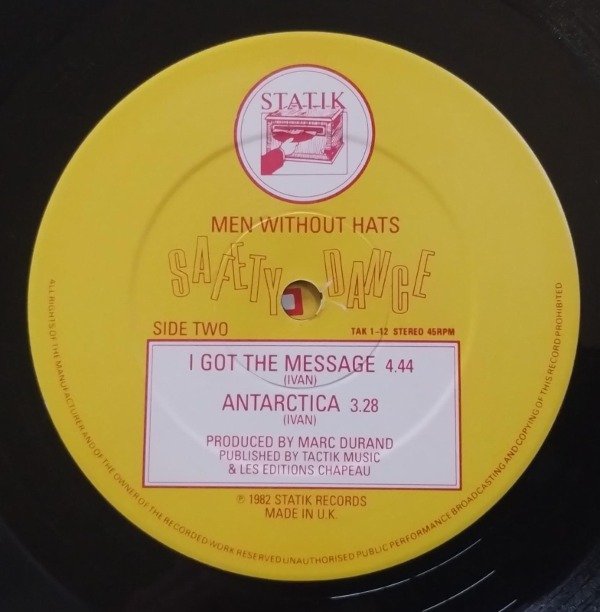 STATIK
MEN WITHOUT HATS
SAFETY DANCE
SIDE TWO
TAK 1-12 STEREO 45RPM
I GOT THE MESSAGE 4.44
(IVAN)
ANTARCTICA 3.28
(IVAN)
PRODUCED BY MARC DURAND
PUBLISHED BY TACTIK MUSIC
& LES EDITIONS CHAPEAU
℗ 1982 STATIK RECORDS
MADE IN U.K.
ALL RIGHTS OF THE MANUFACTURER AND OF THE OWNER OF THE RECORDED WORK RESERVED UNAUTHORISED PUBLIC PERFORMANCE BROADCASTING AND COPYING OF THIS RECORD PROHIBITED